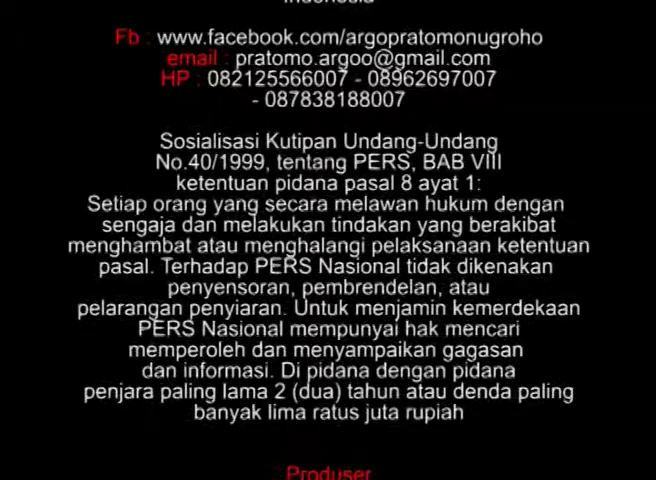 Indonesia
Fb : www.facebook.com/argopratomonugroho
email : pratomo.argoo@gmail.com
HP : 082125566007 - 08962697007
- 087838188007
Sosialisasi Kutipan Undang-Undang
No.40/1999, tentang PERS, BAB VIII
ketentuan pidana pasal 8 ayat 1:
Setiap orang yang secara melawan hukum dengan
sengaja dan melakukan tindakan yang berakibat
menghambat atau menghalangi pelaksanaan ketentuan
pasal. Terhadap PERS Nasional tidak dikenakan
penyensoran, pembrendelan, atau
pelarangan penyiaran. Untuk menjamin kemerdekaan
PERS Nasional mempunyai hak mencari
memperoleh dan menyampaikan gagasan
dan informasi. Di pidana dengan pidana
penjara paling lama 2 (dua) tahun atau denda paling
banyak lima ratus juta rupiah
Produser